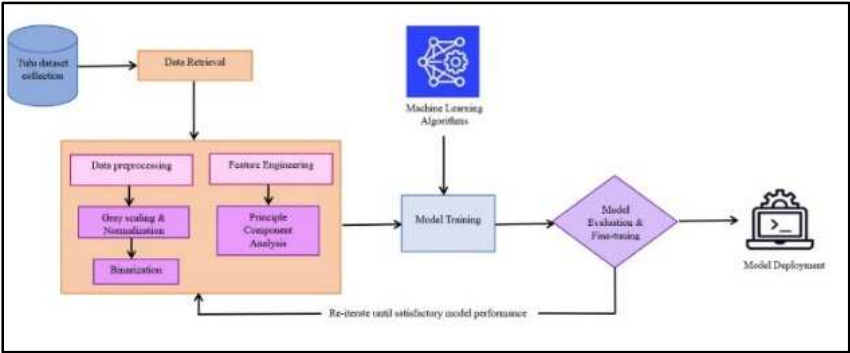 Tulu dataset
collection
Data Retrieval
Machine Learning
Algorithms
Data preprocessing
Feature Engineering
Gray scaling &
Normalization
Principle
Component
Analysis
Binarization
Model Training
Model
Evaluation &
Fine-tuning
Model Deployment
Re-iterate until satisfactory model performance